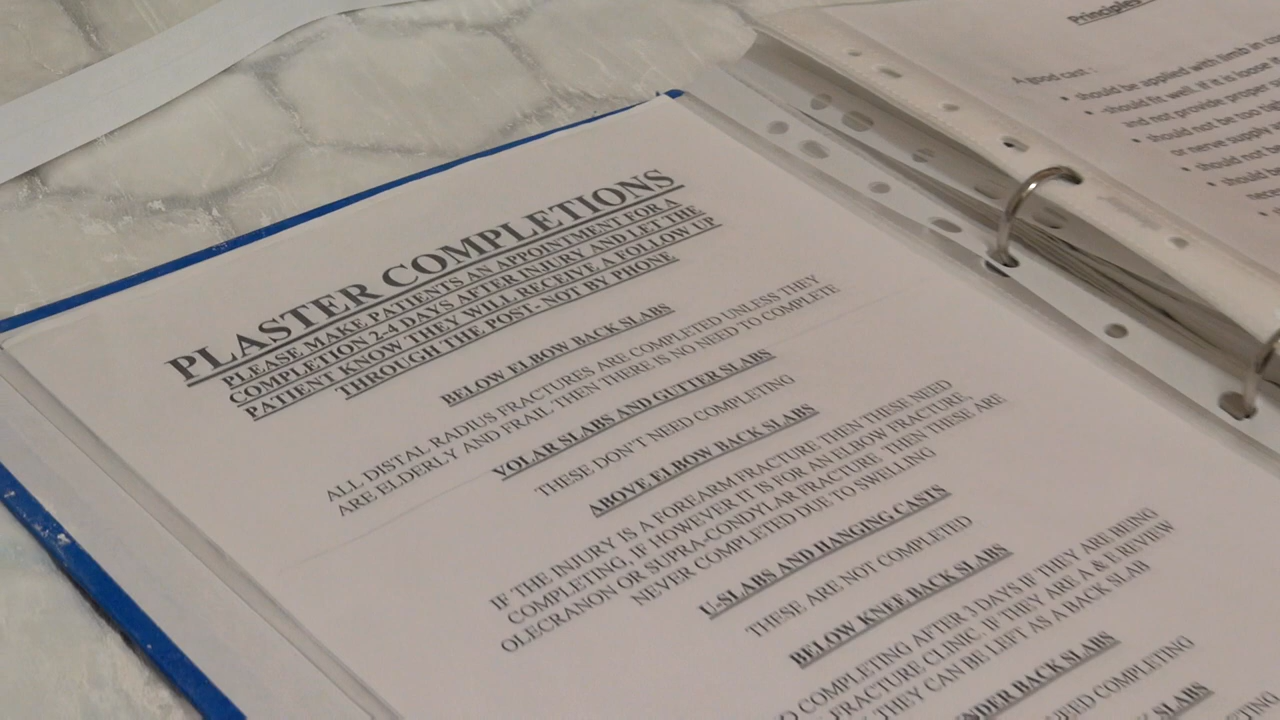 PLASTER COMPLETIONS
PLEASE MAKE PATIENTS AN APPOINTMENT FOR A
COMPLETION 2-4 DAYS AFTER INJURY AND LET THE
PATIENT KNOW THEY WILL RECEIVE A FOLLOW UP
THROUGH THE POST- NOT BY PHONE
BELOW ELBOW BACK SLABS
ALL DISTAL RADIUS FRACTURES ARE COMPLETED UNLESS THEY
ARE ELDERLY AND FRAIL THEN THERE IS NO NEED TO COMPLETE
VOLAR SLABS AND GUTTER SLABS
THESE DON'T NEED COMPLETING
ABOVE ELBOW BACK SLABS
IF THE INJURY IS A FOREARM FRACTURE THEN THESE NEED
COMPLETING, IF HOWEVER IT IS FOR AN ELBOW FRACTURE,
OLECRANON OR SUPRA-CONDYLAR FRACTURE THEN THESE ARE
NEVER COMPLETED DUE TO SWELLING
U-SLABS AND HANGING CASTS
THESE ARE NOT COMPLETED
BELOW KNEE BACK SLABS
COMPLETING AFTER 3 DAYS IF THEY ARE BEING
FRACTURE CLINIC. IF THEY ARE A & E REVIEW
THEY CAN BE LEFT AS A BACK SLAB
BACK SLABS
COMPLETING
SLABS
Principles
A good cast :
• should be applied with limb in
• should fit well. if it is loose it
and not provide proper
• should not be too
or nerve supply
• should not be
• should be